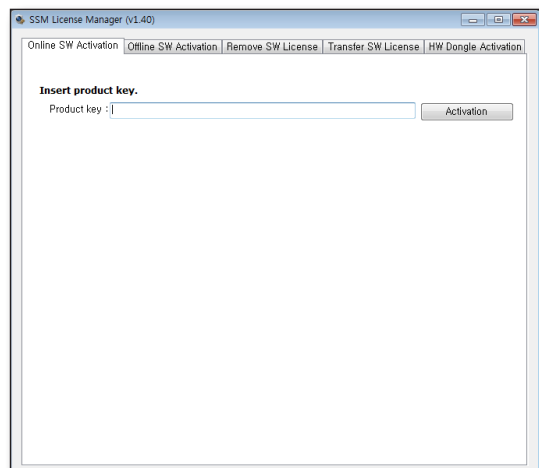 SSM License Manager (v1.40)
Online SW Activation Offline SW Activation Remove SW License Transfer SW License HW Dongle Activation
Insert product key.
Product key : Activation